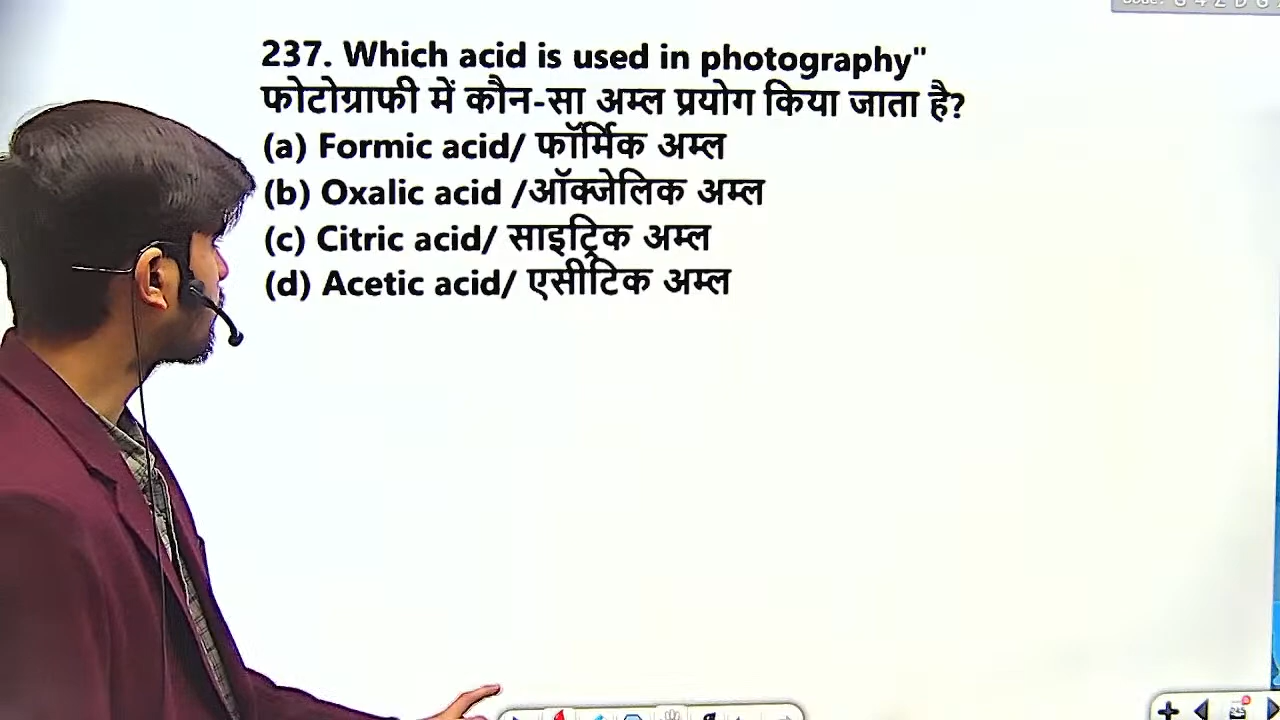 237. Which acid is used in photography"
फोटोग्राफी में कौन-सा अम्ल प्रयोग किया जाता है?
(a) Formic acid/ फॉर्मिक अम्ल
(b) Oxalic acid /ऑक्जेलिक अम्ल
(c) Citric acid/ साइट्रिक अम्ल
(d) Acetic acid/ एसीटिक अम्ल